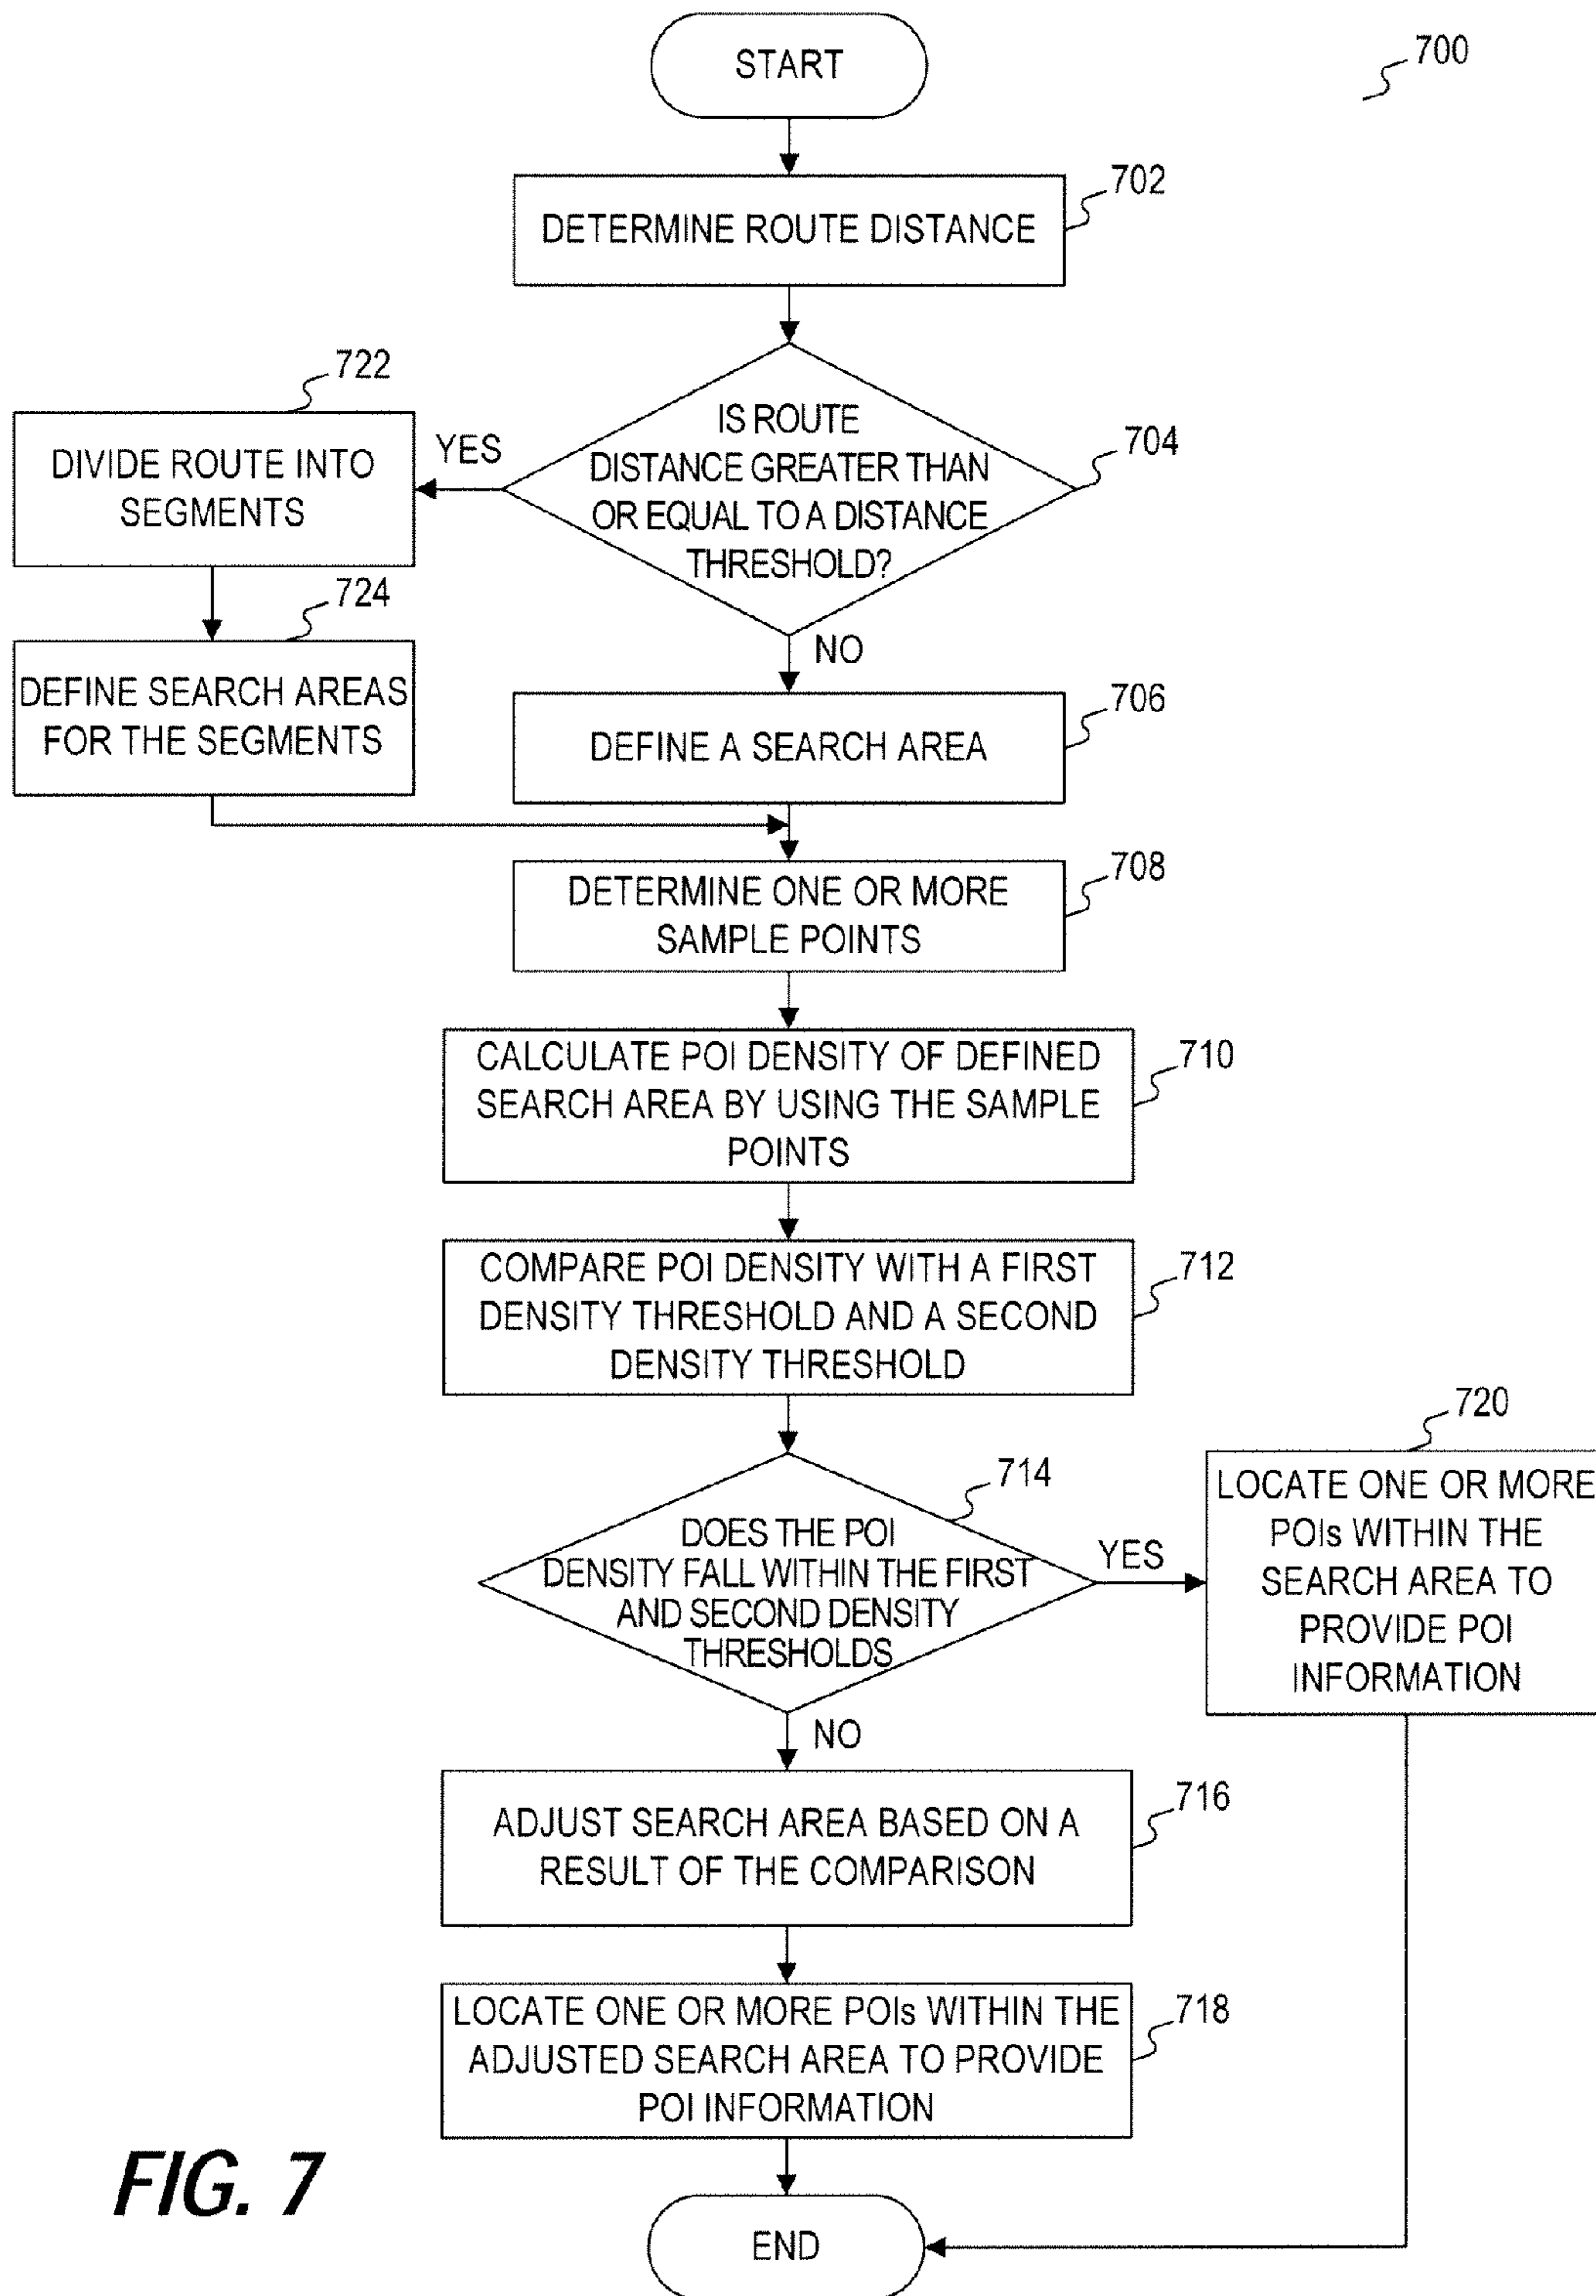 START
700
702
DETERMINE ROUTE DISTANCE
722
DIVIDE ROUTE INTO
SEGMENTS
YES
IS ROUTE
DISTANCE GREATER THAN
OR EQUAL TO A DISTANCE
THRESHOLD?
704
724
DEFINE SEARCH AREAS
FOR THE SEGMENTS
NO
706
DEFINE A SEARCH AREA
708
DETERMINE ONE OR MORE
SAMPLE POINTS
CALCULATE POI DENSITY OF DEFINED
SEARCH AREA BY USING THE SAMPLE
POINTS
710
COMPARE POI DENSITY WITH A FIRST
DENSITY THRESHOLD AND A SECOND
DENSITY THRESHOLD
712
714
DOES THE POI
DENSITY FALL WITHIN THE FIRST
AND SECOND DENSITY
THRESHOLDS
YES
720
LOCATE ONE OR MORE
POIs WITHIN THE
SEARCH AREA TO
PROVIDE POI
INFORMATION
NO
ADJUST SEARCH AREA BASED ON A
RESULT OF THE COMPARISON
716
LOCATE ONE OR MORE POIs WITHIN THE
ADJUSTED SEARCH AREA TO PROVIDE
POI INFORMATION
718
FIG. 7
END